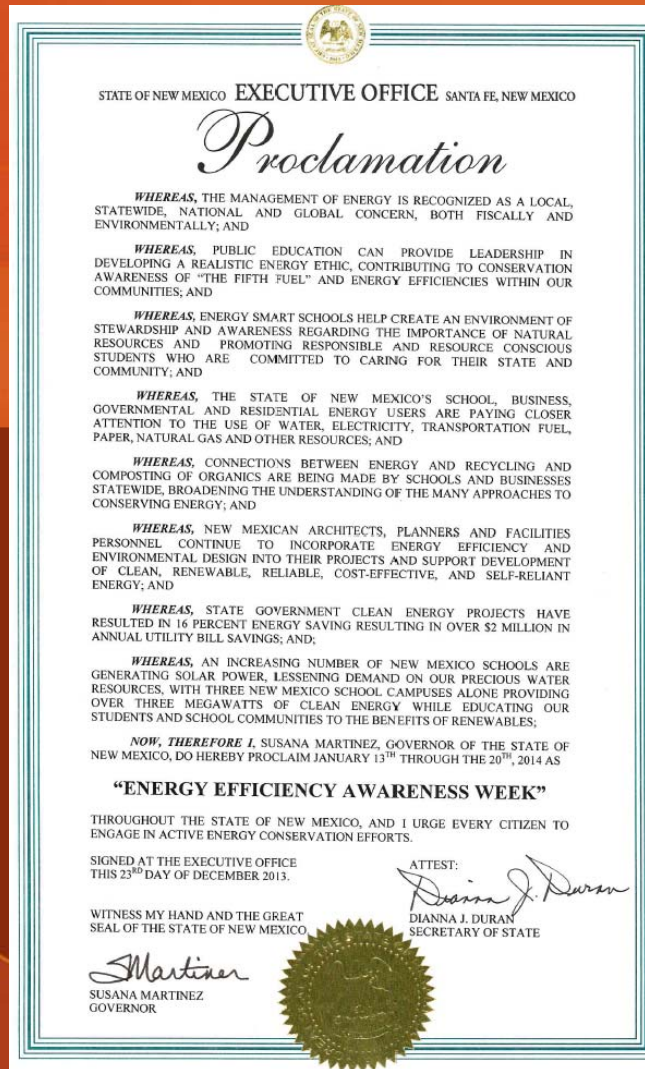 STATE OF NEW MEXICO EXECUTIVE OFFICE SANTA FE, NEW MEXICO
Proclamation
WHEREAS, THE MANAGEMENT OF ENERGY IS RECOGNIZED AS A LOCAL,
STATEWIDE, NATIONAL AND GLOBAL CONCERN, BOTH FISCALLY AND
ENVIRONMENTALLY; AND
WHEREAS, PUBLIC EDUCATION CAN PROVIDE LEADERSHIP IN
DEVELOPING A REALISTIC ENERGY ETHIC, CONTRIBUTING TO CONSERVATION
AWARENESS OF "THE FIFTH FUEL" AND ENERGY EFFICIENCIES WITHIN OUR
COMMUNITIES; AND
WHEREAS, ENERGY SMART SCHOOLS HELP CREATE AN ENVIRONMENT OF
STEWARDSHIP AND AWARENESS REGARDING THE IMPORTANCE OF NATURAL
RESOURCES AND PROMOTING RESPONSIBLE AND RESOURCE CONSCIOUS
STUDENTS WHO ARE COMMITTED TO CARING FOR THEIR STATE AND
COMMUNITY; AND
WHEREAS, THE STATE OF NEW MEXICO'S SCHOOL, BUSINESS,
GOVERNMENTAL AND RESIDENTIAL ENERGY USERS ARE PAYING CLOSER
ATTENTION TO THE USE OF WATER, ELECTRICITY, TRANSPORTATION FUEL,
PAPER, NATURAL GAS AND OTHER RESOURCES; AND
WHEREAS, CONNECTIONS BETWEEN ENERGY AND RECYCLING AND
COMPOSTING OF ORGANICS ARE BEING MADE BY SCHOOLS AND BUSINESSES
STATEWIDE, BROADENING THE UNDERSTANDING OF THE MANY APPROACHES TO
CONSERVING ENERGY; AND
WHEREAS, NEW MEXICAN ARCHITECTS, PLANNERS AND FACILITIES
PERSONNEL CONTINUE TO INCORPORATE ENERGY EFFICIENCY AND
ENVIRONMENTAL DESIGN INTO THEIR PROJECTS AND SUPPORT DEVELOPMENT
OF CLEAN, RENEWABLE, RELIABLE, COST-EFFECTIVE, AND SELF-RELIANT
ENERGY; AND
WHEREAS, STATE GOVERNMENT CLEAN ENERGY PROJECTS HAVE
RESULTED IN 16 PERCENT ENERGY SAVING RESULTING IN OVER $2 MILLION IN
ANNUAL UTILITY BILL SAVINGS; AND;
WHEREAS, AN INCREASING NUMBER OF NEW MEXICO SCHOOLS ARE
GENERATING SOLAR POWER, LESSENING DEMAND ON OUR PRECIOUS WATER
RESOURCES, WITH THREE NEW MEXICO SCHOOL CAMPUSES ALONE PROVIDING
OVER THREE MEGAWATTS OF CLEAN ENERGY WHILE EDUCATING OUR
STUDENTS AND SCHOOL COMMUNITIES TO THE BENEFITS OF RENEWABLES;
NOW, THEREFORE I, SUSANA MARTINEZ, GOVERNOR OF THE STATE OF
NEW MEXICO, DO HEREBY PROCLAIM JANUARY 13TH THROUGH THE 20TH, 2014 AS
"ENERGY EFFICIENCY AWARENESS WEEK"
THROUGHOUT THE STATE OF NEW MEXICO, AND I URGE EVERY CITIZEN TO
ENGAGE IN ACTIVE ENERGY CONSERVATION EFFORTS.
SIGNED AT THE EXECUTIVE OFFICE
THIS 23RD DAY OF DECEMBER 2013.
WITNESS MY HAND AND THE GREAT
SEAL OF THE STATE OF NEW MEXICO
SMartinez
SUSANA MARTINEZ
GOVERNOR
ATTEST:
Dianna J. Duran
DIANNA J. DURAN
SECRETARY OF STATE